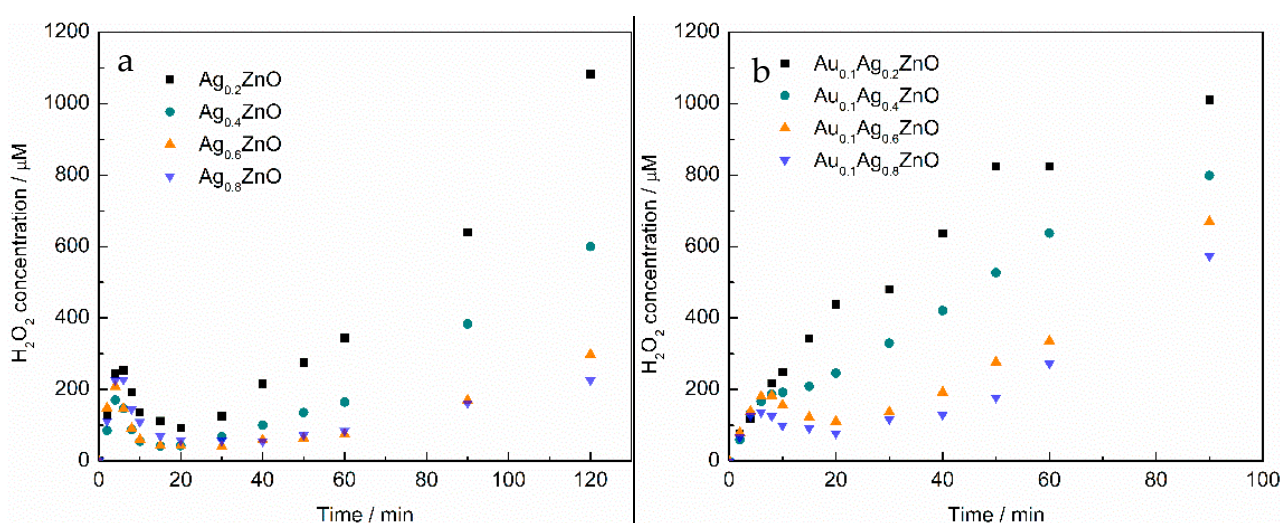 a
Ag₀.₂ZnO
Ag₀.₄ZnO
Ag₀.₆ZnO
Ag₀.₈ZnO
H₂O₂ concentration / μM
1200
1000
800
600
400
200
0
0 20 40 60 80 100 120
Time / min
b
Au₀.₁Ag₀.₂ZnO
Au₀.₁Ag₀.₄ZnO
Au₀.₁Ag₀.₆ZnO
Au₀.₁Ag₀.₈ZnO
H₂O₂ concentration / μM
1200
1000
800
600
400
200
0
0 20 40 60 80 100
Time / min